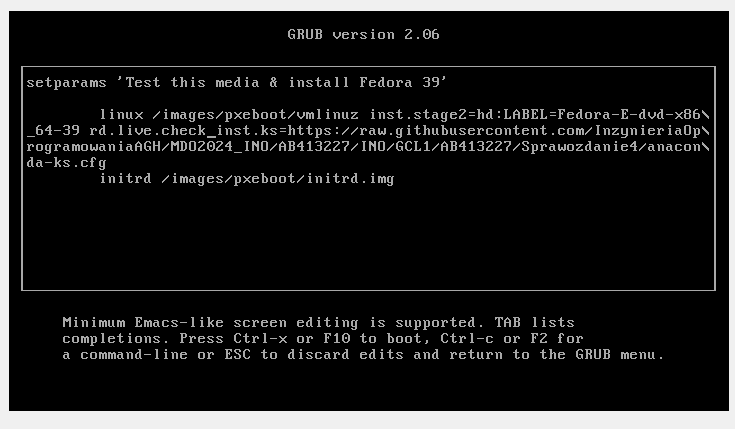 GRUB version 2.06
setparams 'Test this media & install Fedora 39'
linux /images/pxeboot/vmlinuz inst.stage2=hd:LABEL=Fedora-E-dvd-x86\
_64-39 rd.live.check_inst.ks=https://raw.githubusercontent.com/InzynieriaOp\
rogramowaniaAGH/MDO2024_INO/AB413227/INO/GCL1/AB413227/Sprawozdanie4/anacon\
da-ks.cfg
initrd /images/pxeboot/initrd.img
Minimum Emacs-like screen editing is supported. TAB lists
completions. Press Ctrl-x or F10 to boot, Ctrl-c or F2 for
a command-line or ESC to discard edits and return to the GRUB menu.